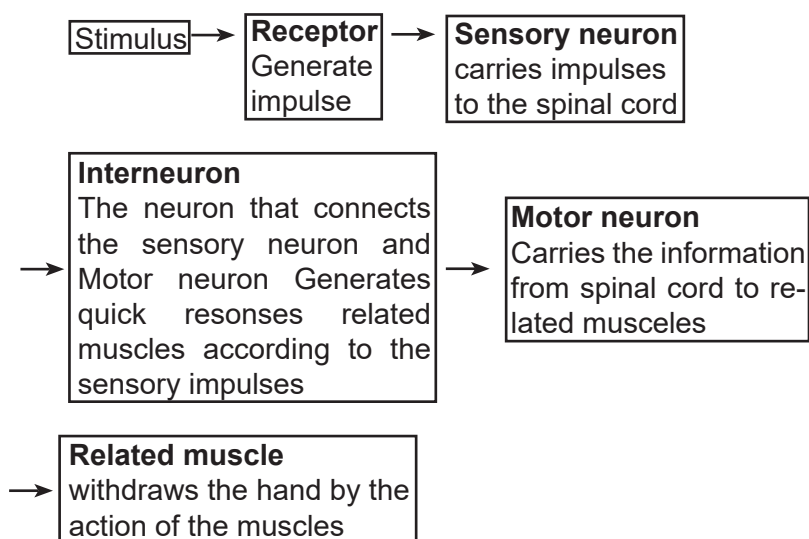 Stimulus
Receptor
Generate
impulse
Sensory neuron
carries impulses
to the spinal cord
Interneuron
The neuron that connects
the sensory neuron and
Motor neuron Generates
quick resonses related
muscles according to the
sensory impulses
Motor neuron
Carries the information
from spinal cord to re-
lated musceles
Related muscle
withdraws the hand by the
action of the muscles